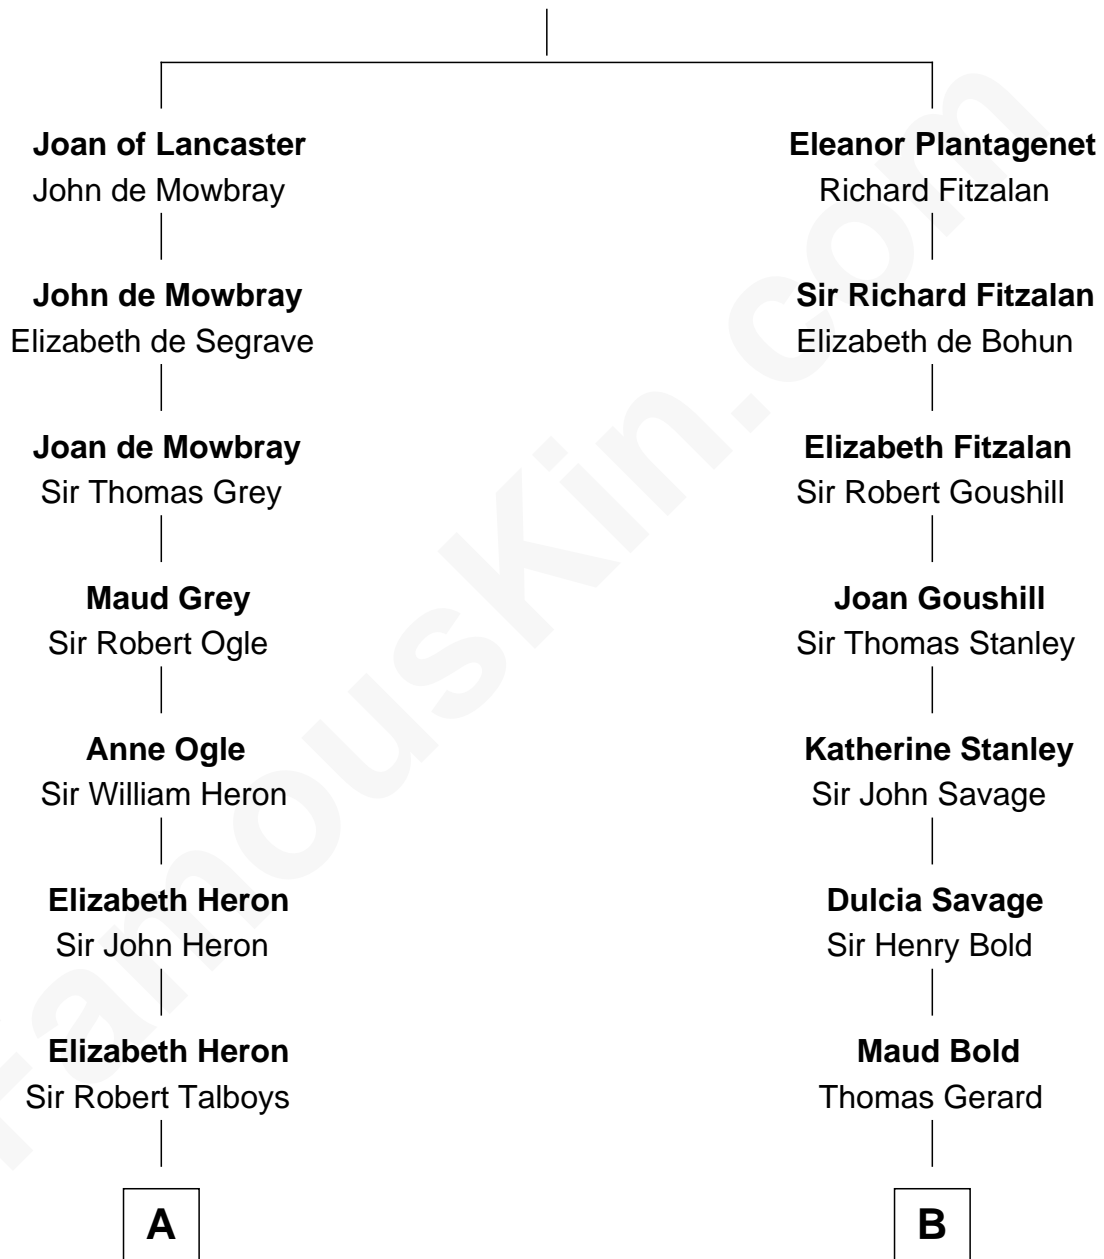 Joan of Lancaster
John de Mowbray
John de Mowbray
Elizabeth de Segrave
Joan de Mowbray
Sir Thomas Grey
Maud Grey
Sir Robert Ogle
Anne Ogle
Sir William Heron
Elizabeth Heron
Sir John Heron
Elizabeth Heron
Sir Robert Talboys
A
Eleanor Plantagenet
Richard Fitzalan
Sir Richard Fitzalan
Elizabeth de Bohun
Elizabeth Fitzalan
Sir Robert Goushill
Joan Goushill
Sir Thomas Stanley
Katherine Stanley
Sir John Savage
Dulcia Savage
Sir Henry Bold
Maud Bold
Thomas Gerard
B
FamousKin.com